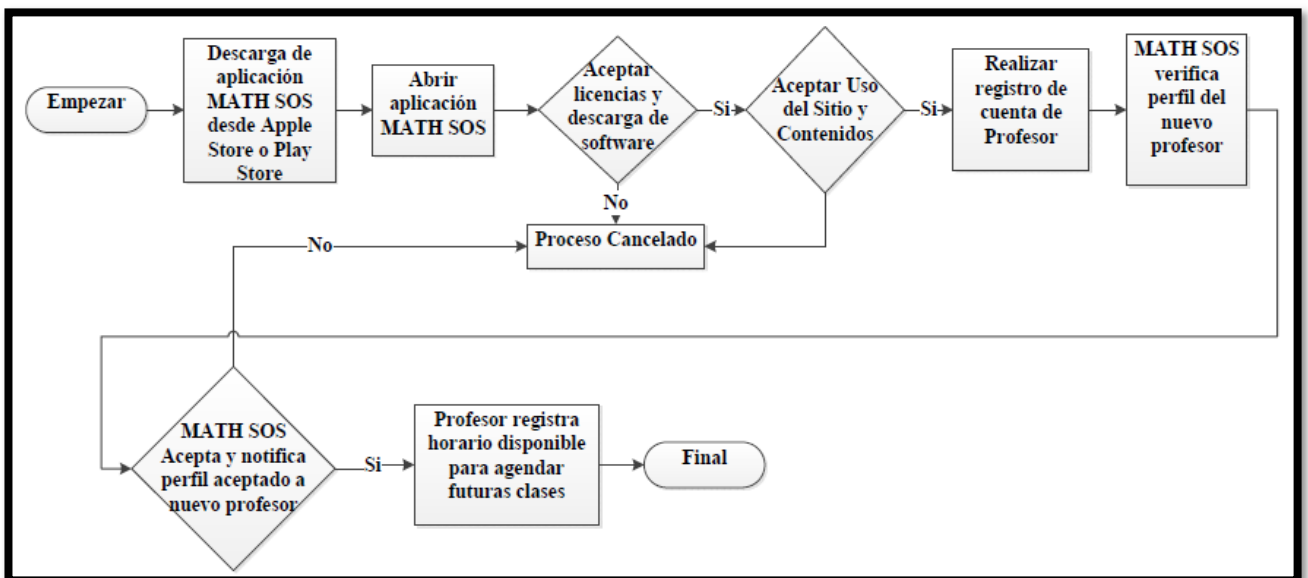 Empezar
Descarga de
aplicación
MATH SOS
desde Apple
Store o Play
Store
Abrir
aplicación
MATH SOS
Aceptar
licencias y
descarga de
software
Si
Aceptar Uso
del Sitio y
Contenidos
Si
Realizar
registro de
cuenta de
Profesor
MATH SOS
verifica
perfil del
nuevo
profesor
No
Proceso Cancelado
No
MATH SOS
Acepta y notifica
perfil aceptado a
nuevo profesor
Si
Profesor registra
horario disponible
para agendar
futuras clases
Final